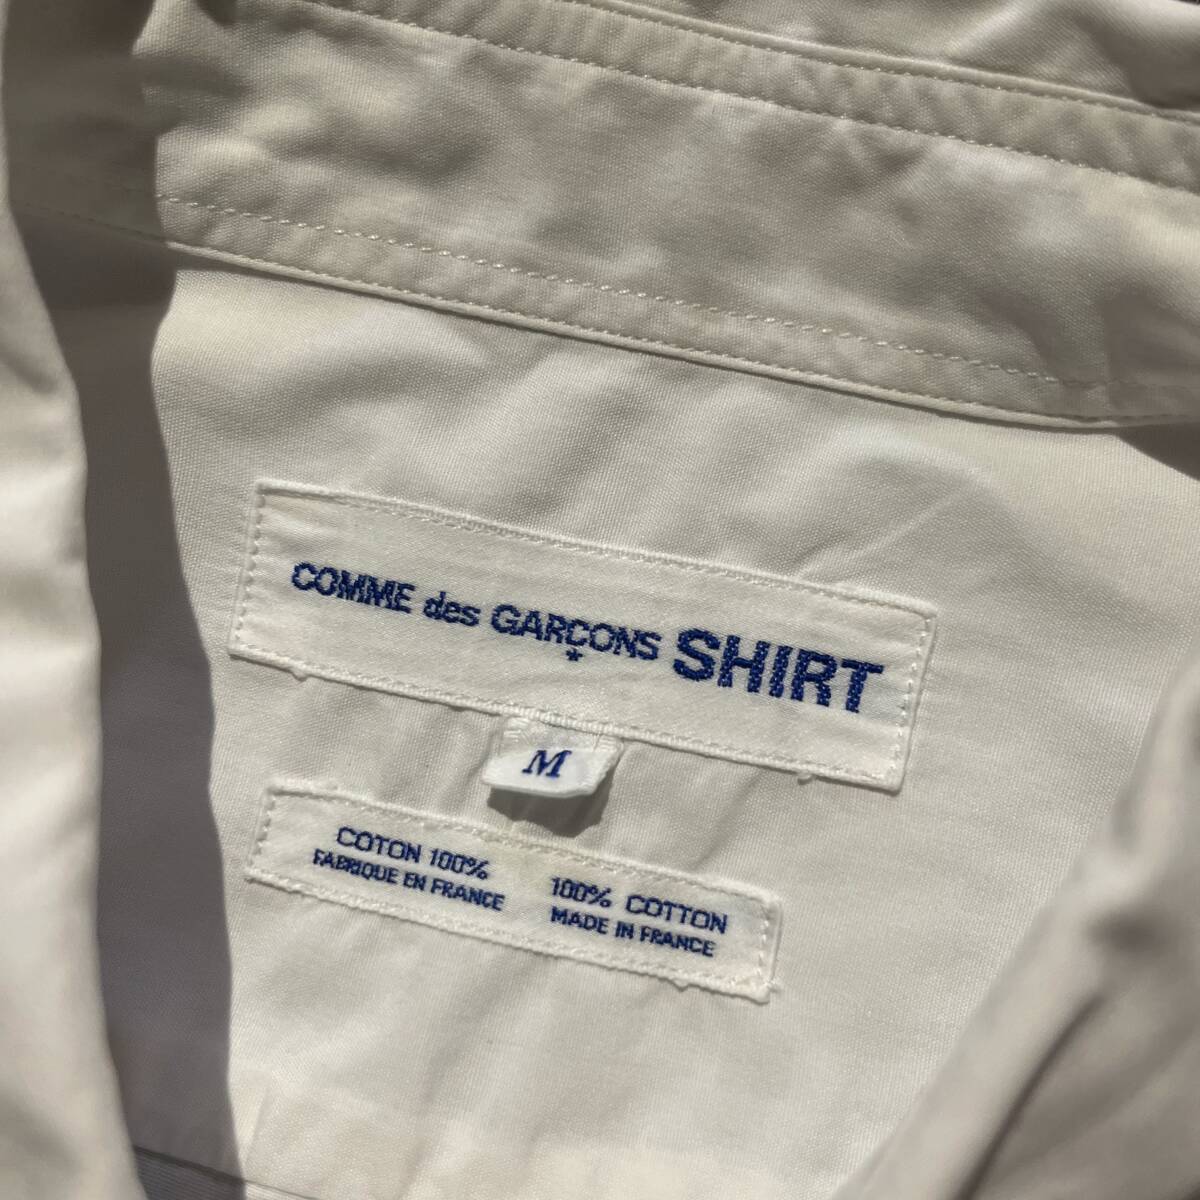 COMME des GARÇONS SHIRT
*
M
COTON 100%
FABRIQUE EN FRANCE
100% COTTON
MADE IN FRANCE